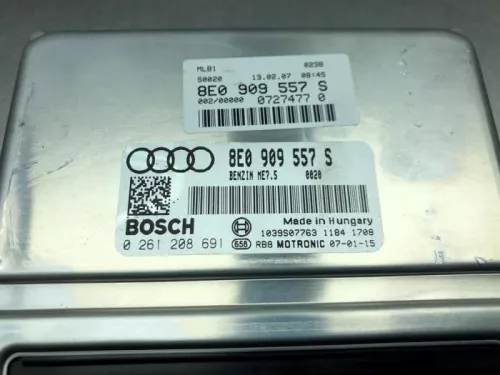 MLB1 0238
S0020 13.02.07 08:45
8E0 909 557 S
002/00000 0727477 0
8E0 909 557 S
BENZIN ME7.5 0020
BOSCH
Made in Hungary
1039S07763 1184 1708
0 261 208 691
656 RB8 MOTRONIC 07-01-15